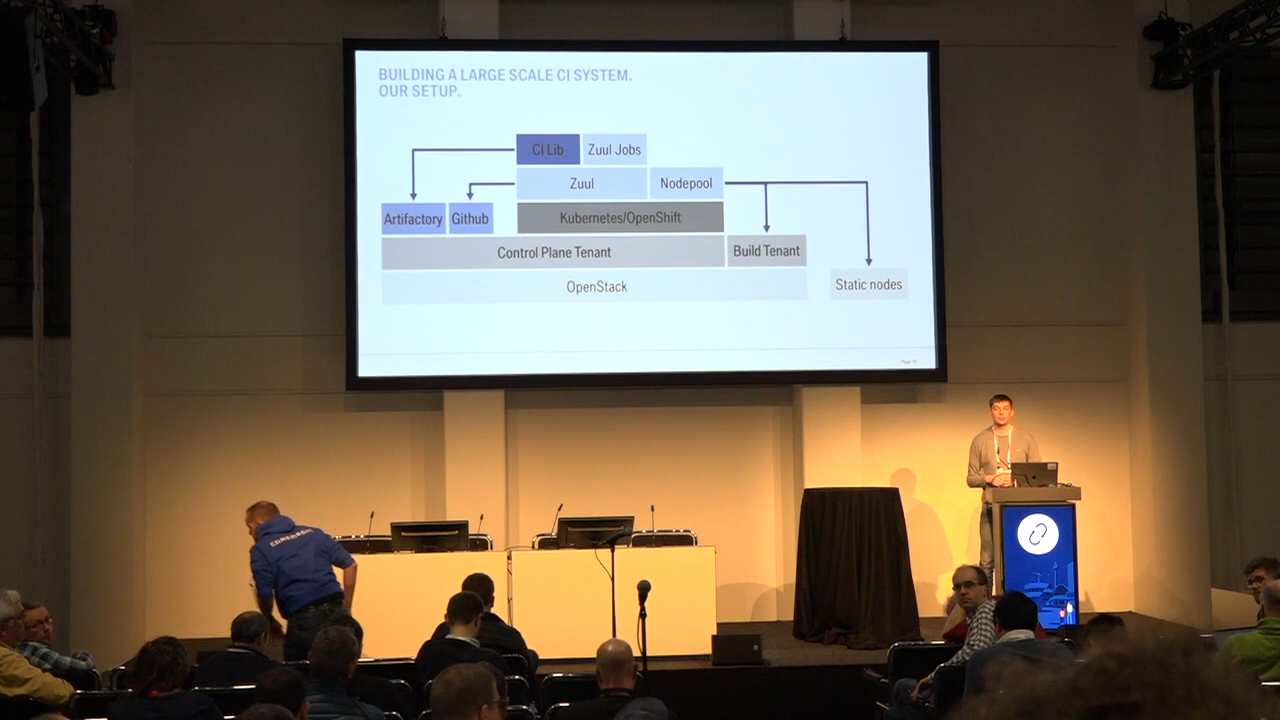 BUILDING A LARGE SCALE CI SYSTEM.
OUR SETUP.
CI Lib
Zuul Jobs
Zuul
Nodepool
Artifactory
Github
Kubernetes/OpenShift
Control Plane Tenant
Build Tenant
OpenStack
Static nodes